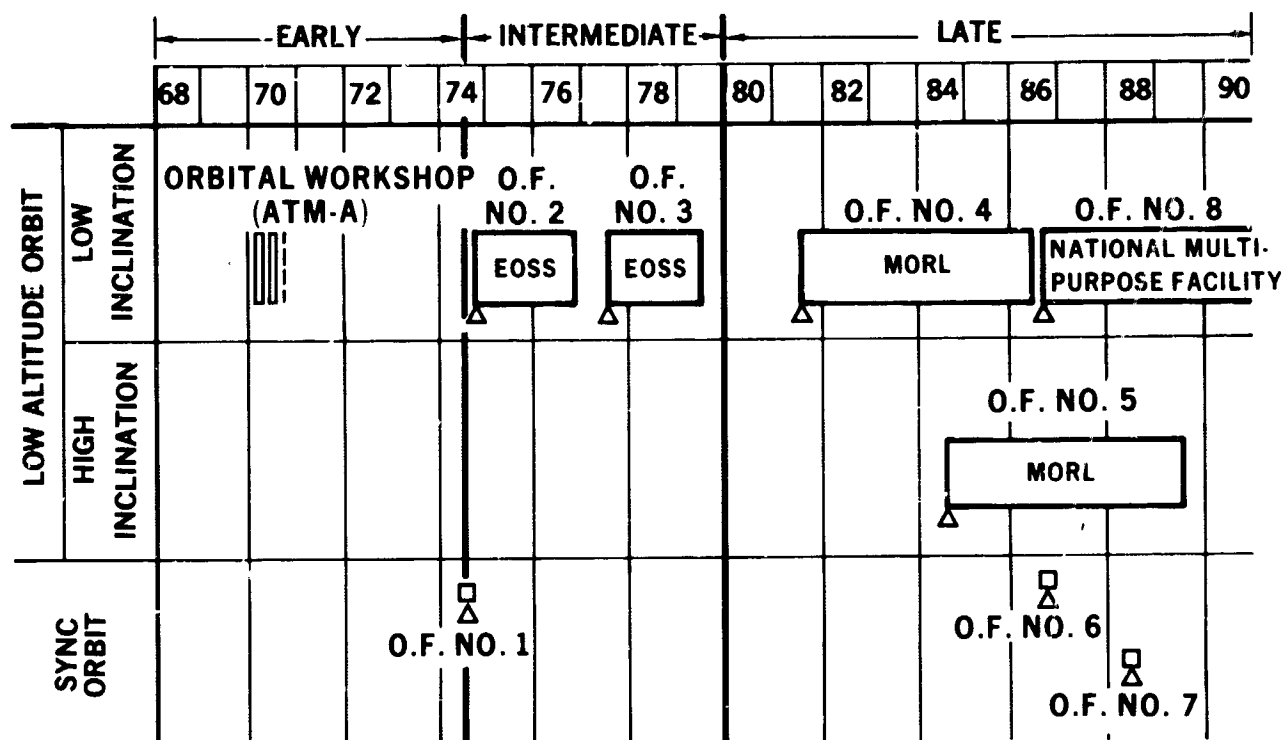 EARLY INTERMEDIATE LATE
68 70 72 74 76 78 80 82 84 86 88 90
LOW ALTITUDE ORBIT
LOW
INCLINATION
ORBITAL WORKSHOP
(ATM-A)
O.F.
NO. 2
EOSS
O.F.
NO. 3
EOSS
O.F. NO. 4
MORL
O.F. NO. 8
NATIONAL MULTI-
PURPOSE FACILITY
HIGH
INCLINATION
O.F. NO. 5
MORL
SYNC
ORBIT
O.F. NO. 1
O.F. NO. 6
O.F. NO. 7